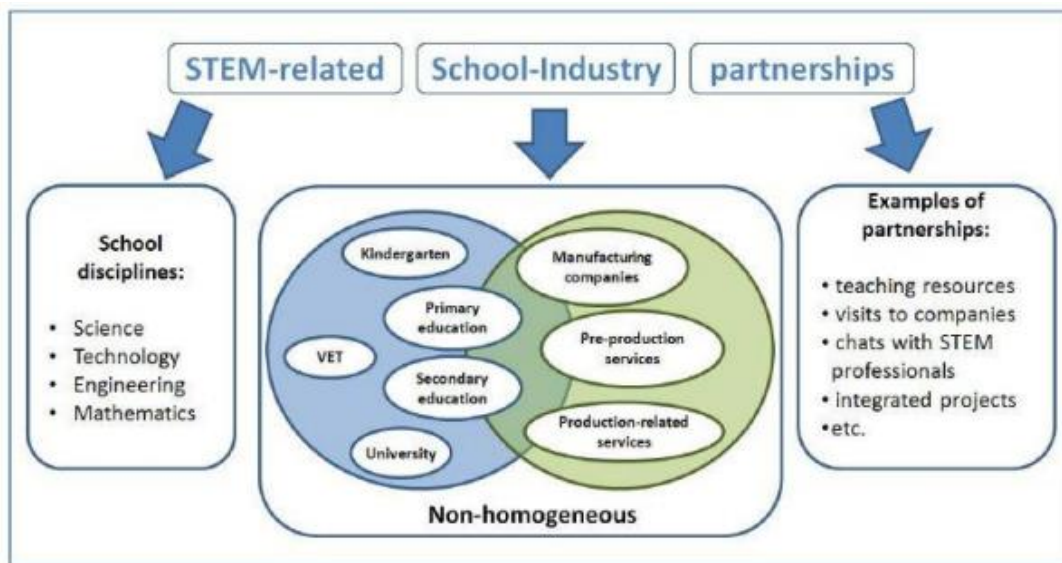 STEM-related School-Industry partnerships
School
disciplines:
• Science
• Technology
• Engineering
• Mathematics
Kindergarten
Primary
education
VET
Secondary
education
University
Manufacturing
companies
Pre-production
services
Production-related
services
Non-homogeneous
Examples of
partnerships:
• teaching resources
• visits to companies
• chats with STEM
professionals
• integrated projects
•etc.